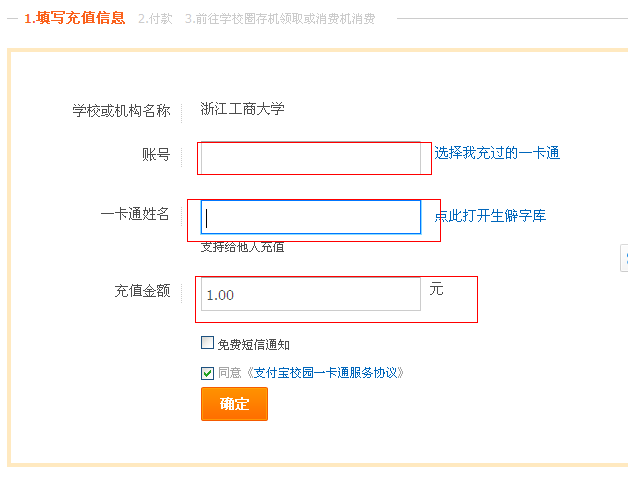 1.填写充值信息 2.付款 3.前往学校圈存机领取或消费机消费
学校或机构名称 浙江工商大学
账号 选择我充过的一卡通
一卡通姓名 点此打开生僻字库
支持给他人充值
充值金额 1.00 元
免费短信通知
同意《支付宝校园一卡通服务协议》
确定